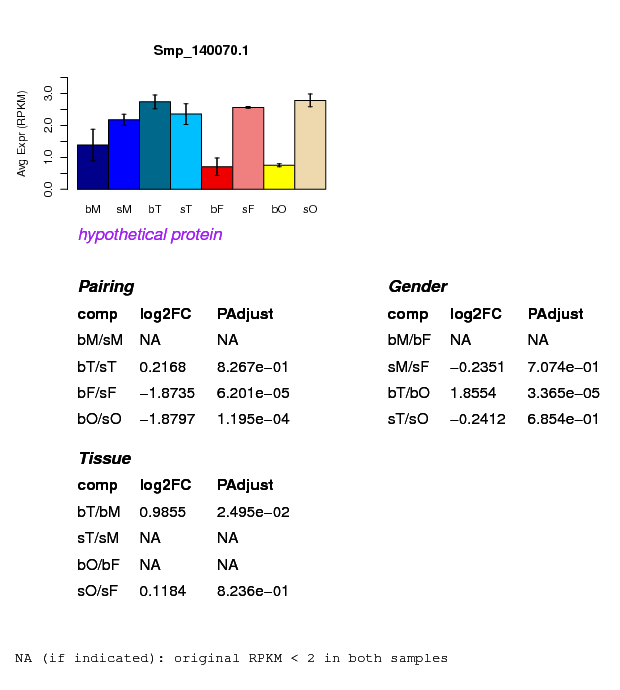 Smp_140070.1
Avg Expr (RPKM)
0.0 1.0 2.0 3.0
bM sM bT sT bF sF bO sO
hypothetical protein
Pairing
comp log2FC PAdjust
bM/sM NA NA
bT/sT 0.2168 8.267e−01
bF/sF −1.8735 6.201e−05
bO/sO −1.8797 1.195e−04
Gender
comp log2FC PAdjust
bM/bF NA NA
sM/sF −0.2351 7.074e−01
bT/bO 1.8554 3.365e−05
sT/sO −0.2412 6.854e−01
Tissue
comp log2FC PAdjust
bT/bM 0.9855 2.495e−02
sT/sM NA NA
bO/bF NA NA
sO/sF 0.1184 8.236e−01
NA (if indicated): original RPKM < 2 in both samples